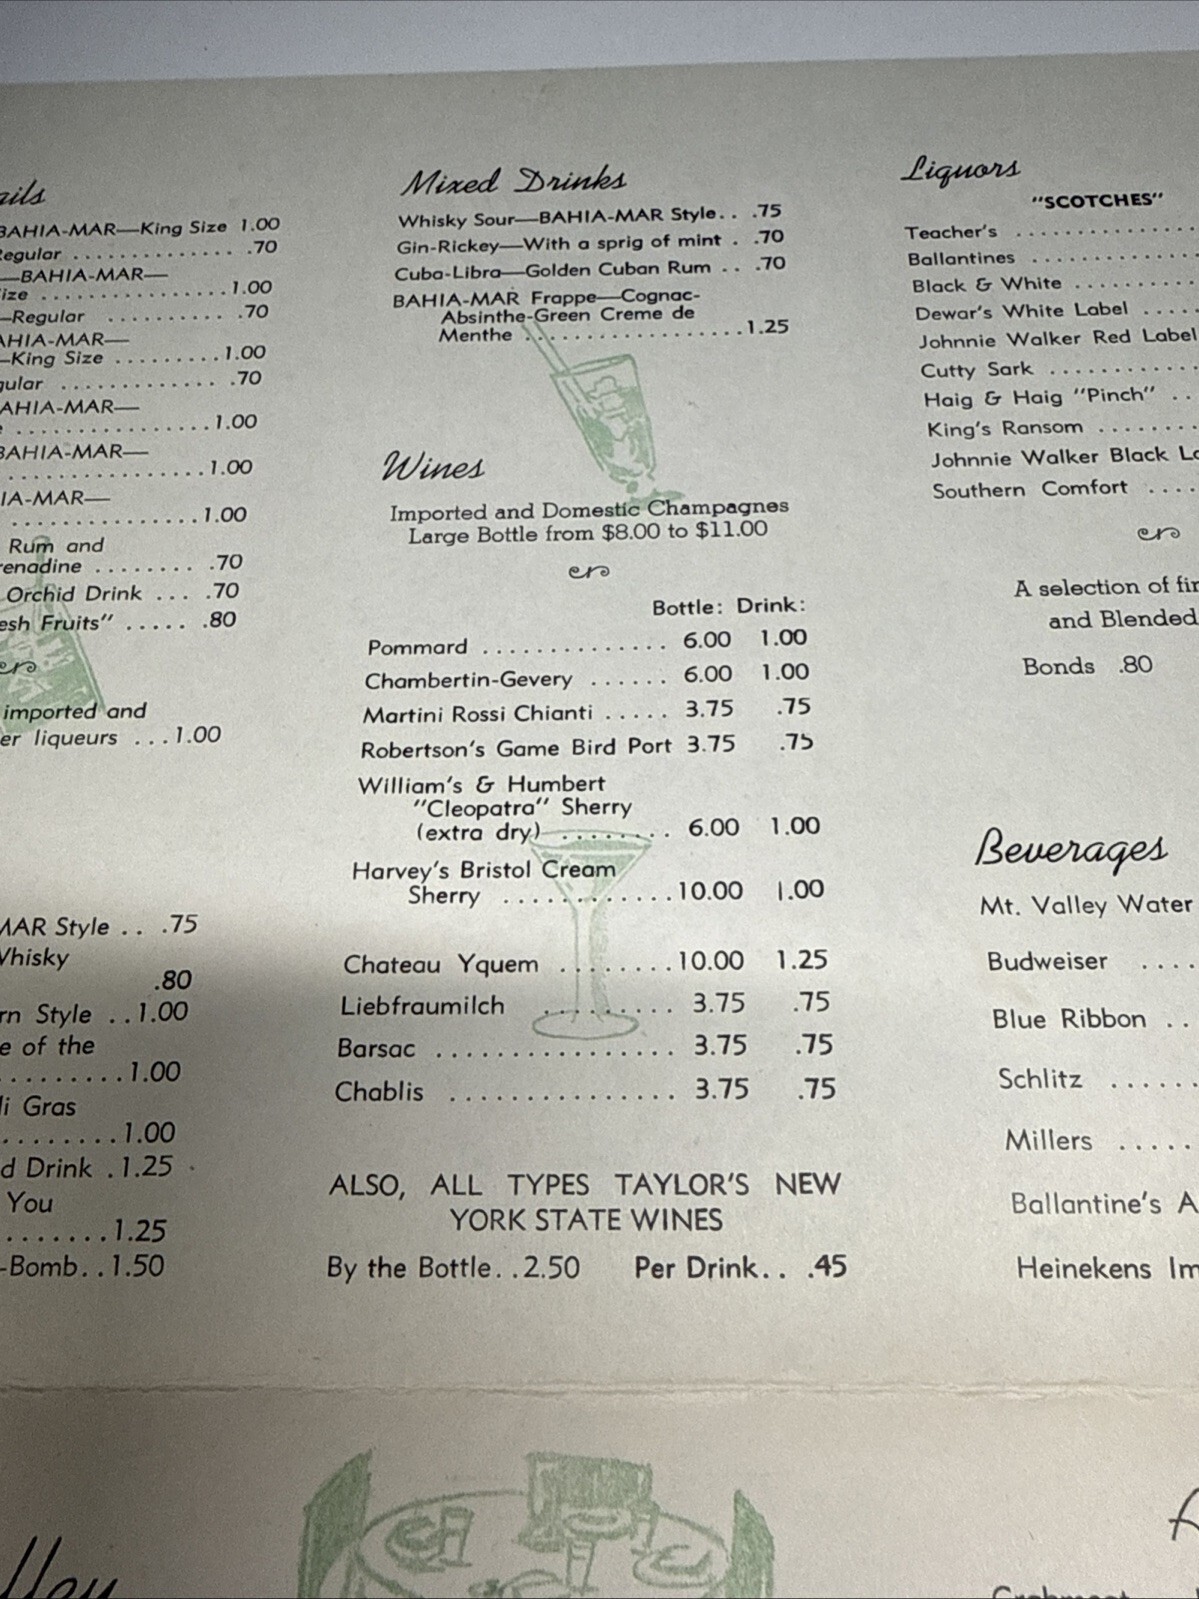 ails
BAHIA-MAR—King Size 1.00
egular .............. .70
—BAHIA-MAR—
ize .................1.00
—Regular .......... .70
AHIA-MAR—
—King Size .........1.00
gular ............. .70
AHIA-MAR—
.................1.00
BAHIA-MAR—
.................1.00
IA-MAR—
.................1.00
Rum and
enadine ........ .70
Orchid Drink ... .70
esh Fruits" ..... .80
imported and
er liqueurs ...1.00
MAR Style .. .75
Whisky
.80
rn Style ..1.00
e of the
.........1.00
di Gras
........1.00
d Drink .1.25
You
.......1.25
-Bomb..1.50
Mixed Drinks
Whisky Sour—BAHIA-MAR Style.. .75
Gin-Rickey—With a sprig of mint . .70
Cuba-Libra—Golden Cuban Rum .. .70
BAHIA-MAR Frappe—Cognac-
Absinthe-Green Creme de
Menthe ....................1.25
Wines
Imported and Domestic Champagnes
Large Bottle from $8.00 to $11.00
Bottle: Drink:
Pommard .............. 6.00 1.00
Chambertin-Gevery ...... 6.00 1.00
Martini Rossi Chianti ..... 3.75 .75
Robertson's Game Bird Port 3.75 .75
William's & Humbert
"Cleopatra" Sherry
(extra dry) ........ 6.00 1.00
Harvey's Bristol Cream
Sherry ............10.00 1.00
Chateau Yquem ........10.00 1.25
Liebfraumilch ......... 3.75 .75
Barsac ................ 3.75 .75
Chablis ............... 3.75 .75
ALSO, ALL TYPES TAYLOR'S NEW
YORK STATE WINES
By the Bottle..2.50 Per Drink.. .45
Liquors
"SCOTCHES"
Teacher's ..............
Ballantines .............
Black & White ..........
Dewar's White Label .....
Johnnie Walker Red Label
Cutty Sark ............
Haig & Haig "Pinch" ..
King's Ransom ........
Johnnie Walker Black La
Southern Comfort ....
A selection of fin
and Blended
Bonds .80
Beverages
Mt. Valley Water
Budweiser ....
Blue Ribbon ..
Schlitz ......
Millers .....
Ballantine's A
Heinekens Im